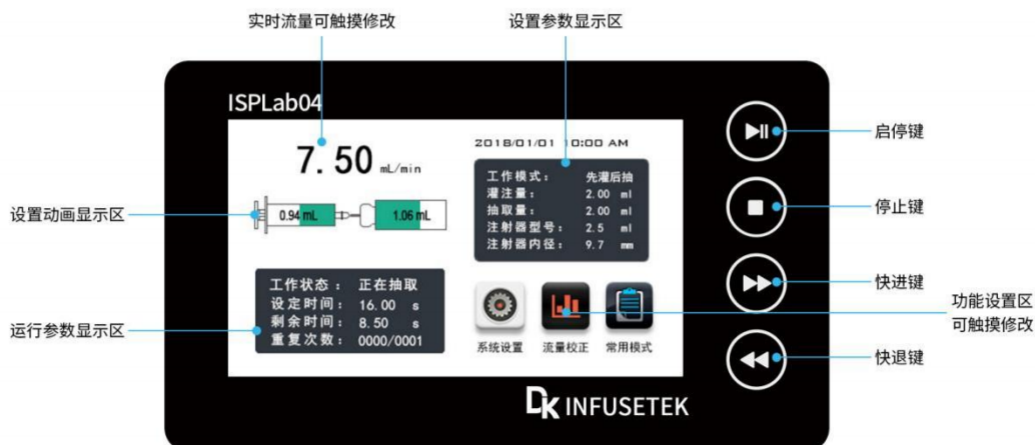 实时流量可触摸修改
设置参数显示区
ISPLab04
7.50 mL/min
2018/01/01 10:00 AM
设置动画显示区
0.94 mL
1.06 mL
工作模式： 先灌后抽
灌注量： 2.00 ml
抽取量： 2.00 ml
注射器型号： 2.5 ml
注射器内径： 9.7 mm
运行参数显示区
工作状态： 正在抽取
设定时间： 16.00 s
剩余时间： 8.50 s
重复次数： 0000/0001
系统设置
流量校正
常用模式
启停键
停止键
快进键
功能设置区
可触摸修改
快退键
DK INFUSETEK